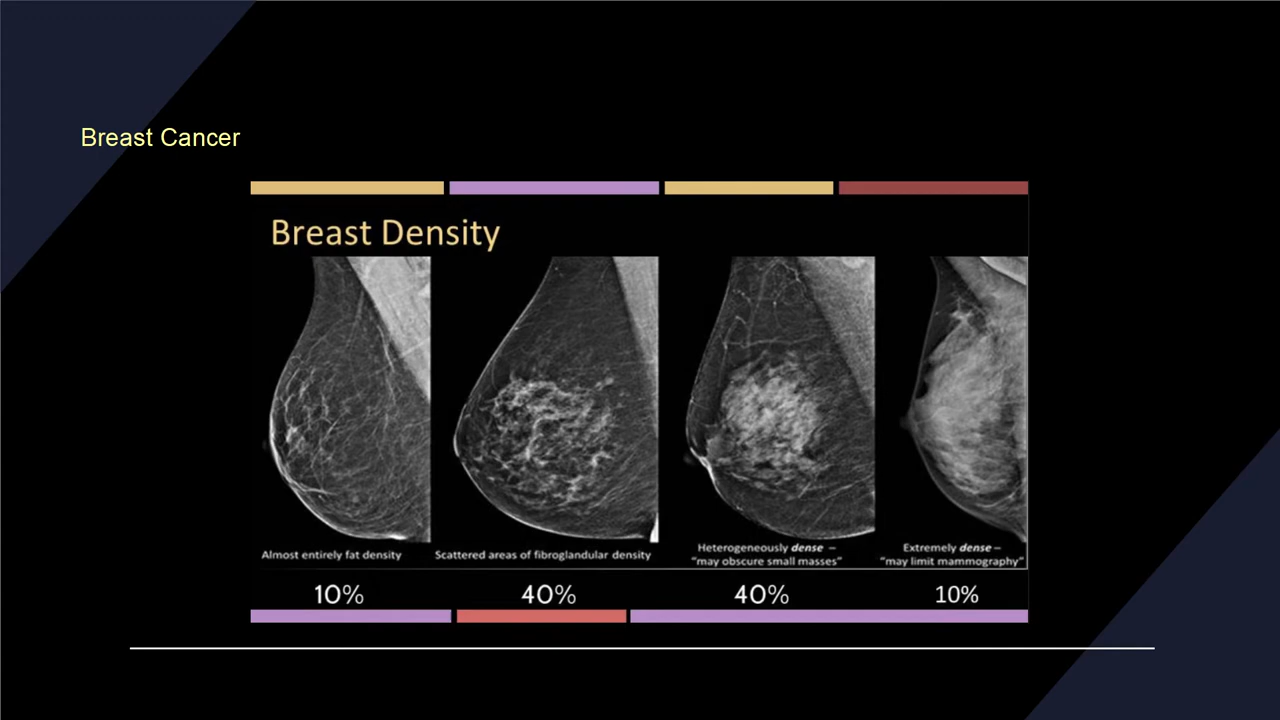 Breast Cancer
Breast Density
Almost entirely fat density
Scattered areas of fibroglandular density
Heterogeneously dense –
"may obscure small masses"
Extremely dense –
"may limit mammography"
10%
40%
40%
10%